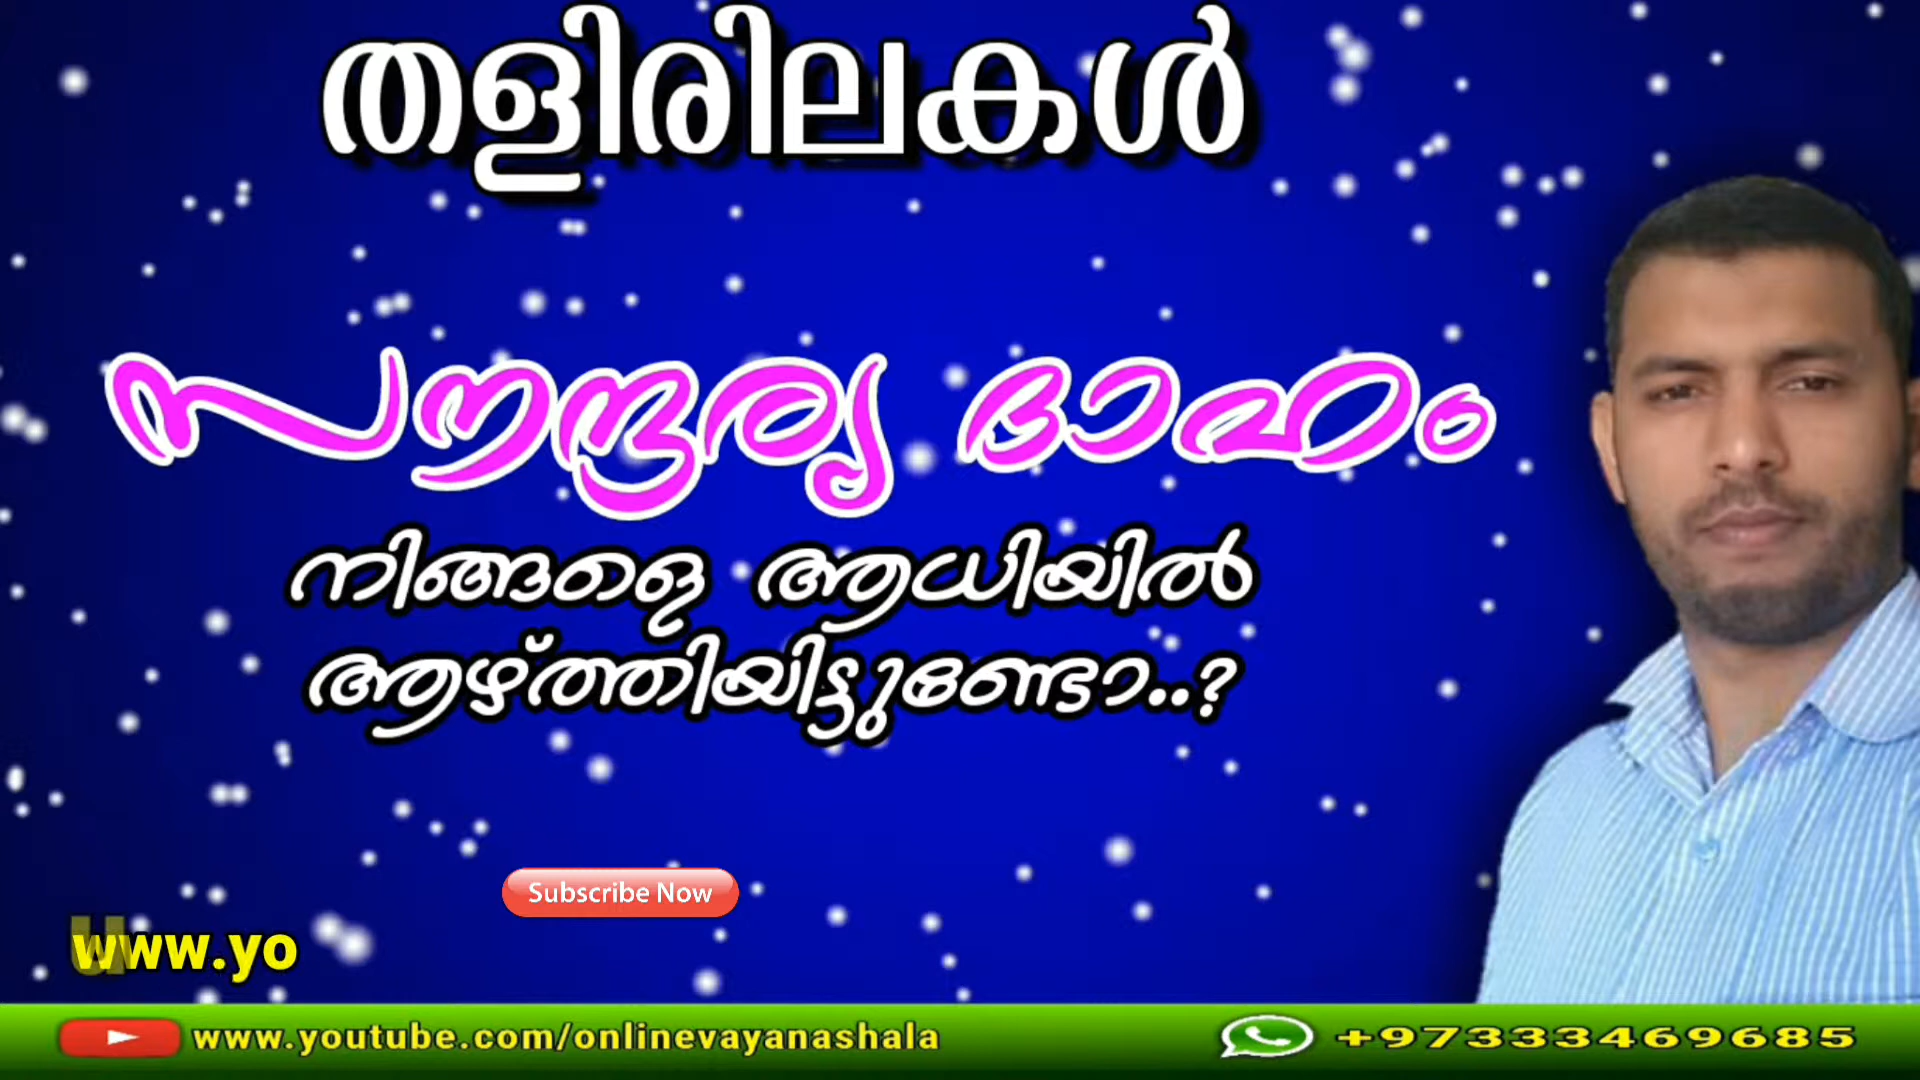 തളിരിലകൾ
സൗന്ദര്യ ദാഹം
നിങ്ങളെ ആധിയിൽ
ആഴ്ത്തിയിട്ടുണ്ടോ..?
Subscribe Now
www.yo
www.youtube.com/onlinevayanashala
+97333469685